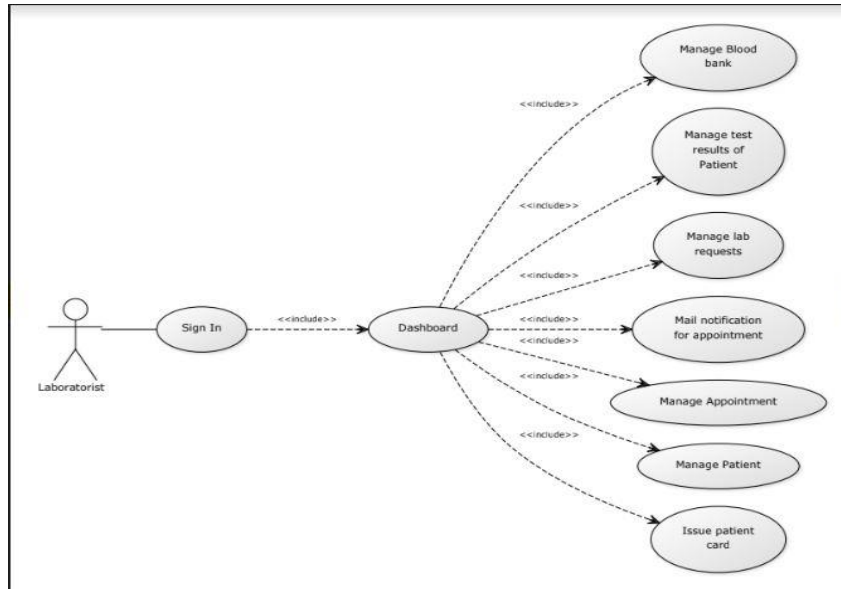 Manage Blood
bank
<<include>>
Manage test
results of
Patient
<<include>>
Manage lab
requests
<<include>>
Sign In
<<include>>
Dashboard
<<include>>
Mail notification
for appointment
<<include>>
Laboratorist
<<include>>
Manage Appointment
<<include>>
Manage Patient
Issue patient
card